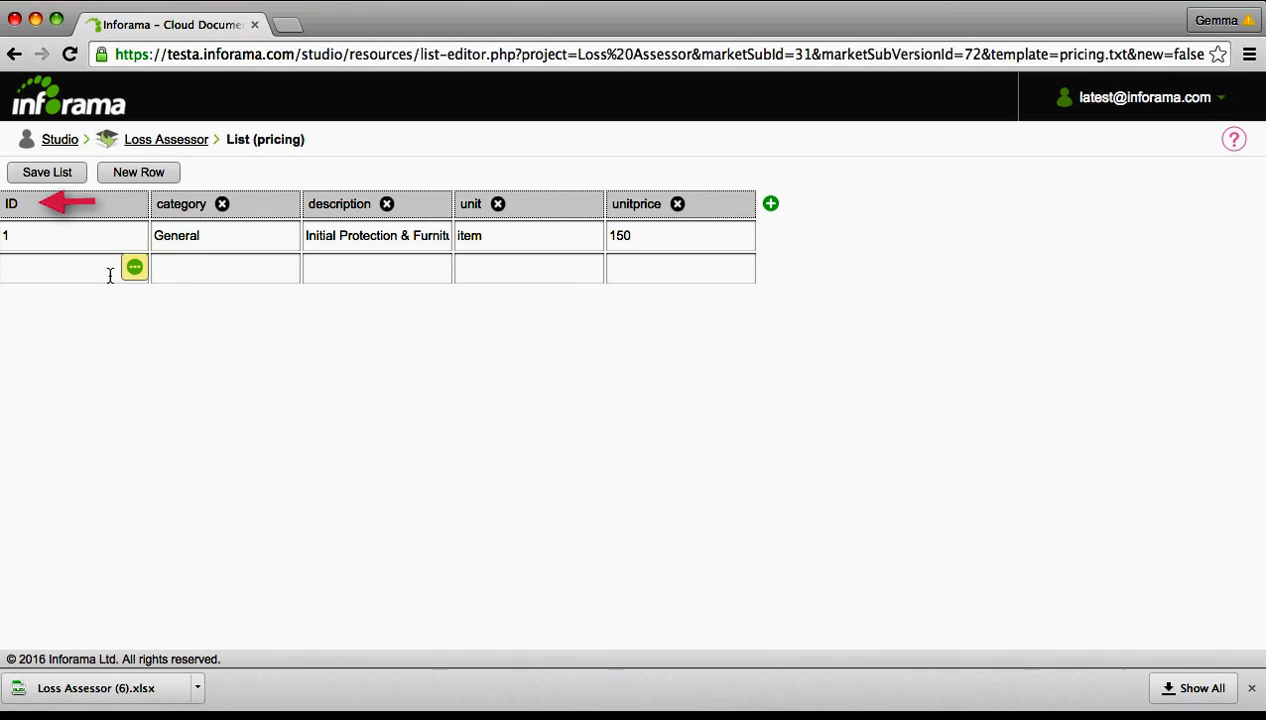 Inforama – Cloud Docume
Gemma
https://testa.inforama.com/studio/resources/list-editor.php?project=Loss%20Assessor&marketSubId=31&marketSubVersionId=72&template=pricing.txt&new=false
inforama
latest@inforama.com
Studio > Loss Assessor > List (pricing)
?
Save List New Row
ID category description unit unitprice
1 General Initial Protection & Furnitu item 150
© 2016 Inforama Ltd. All rights reserved.
Loss Assessor (6).xlsx
Show All